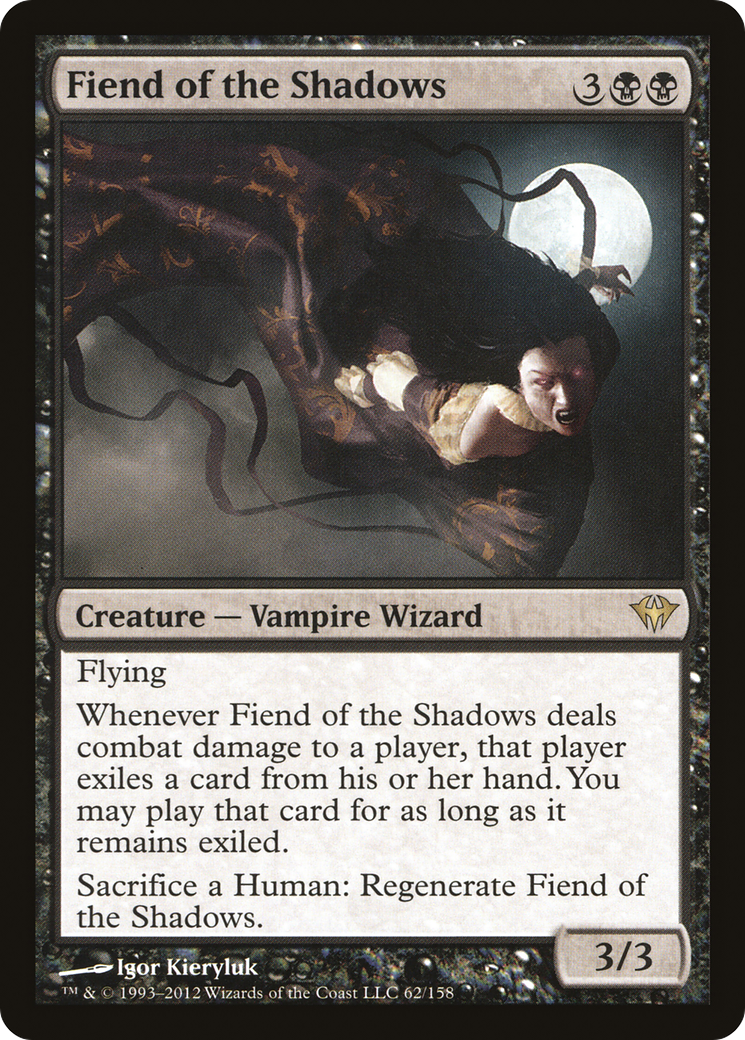 Fiend of the Shadows 3
Creature — Vampire Wizard
Flying
Whenever Fiend of the Shadows deals
combat damage to a player, that player
exiles a card from his or her hand. You
may play that card for as long as it
remains exiled.
Sacrifice a Human: Regenerate Fiend of
the Shadows.
3/3
Igor Kieryluk
™ & © 1993–2012 Wizards of the Coast LLC 62/158